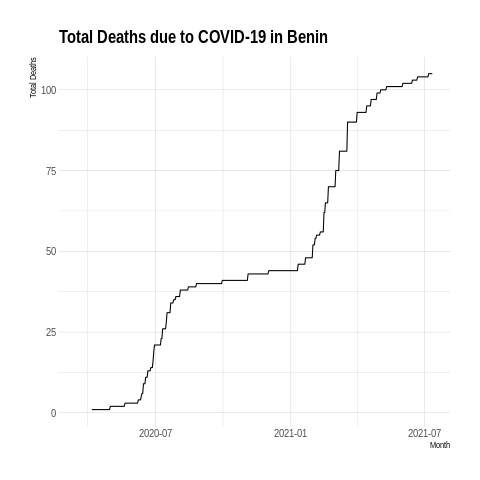 Total Deaths due to COVID-19 in Benin
Total Deaths
100
75
50
25
0
2020-07
2021-01
2021-07
Month